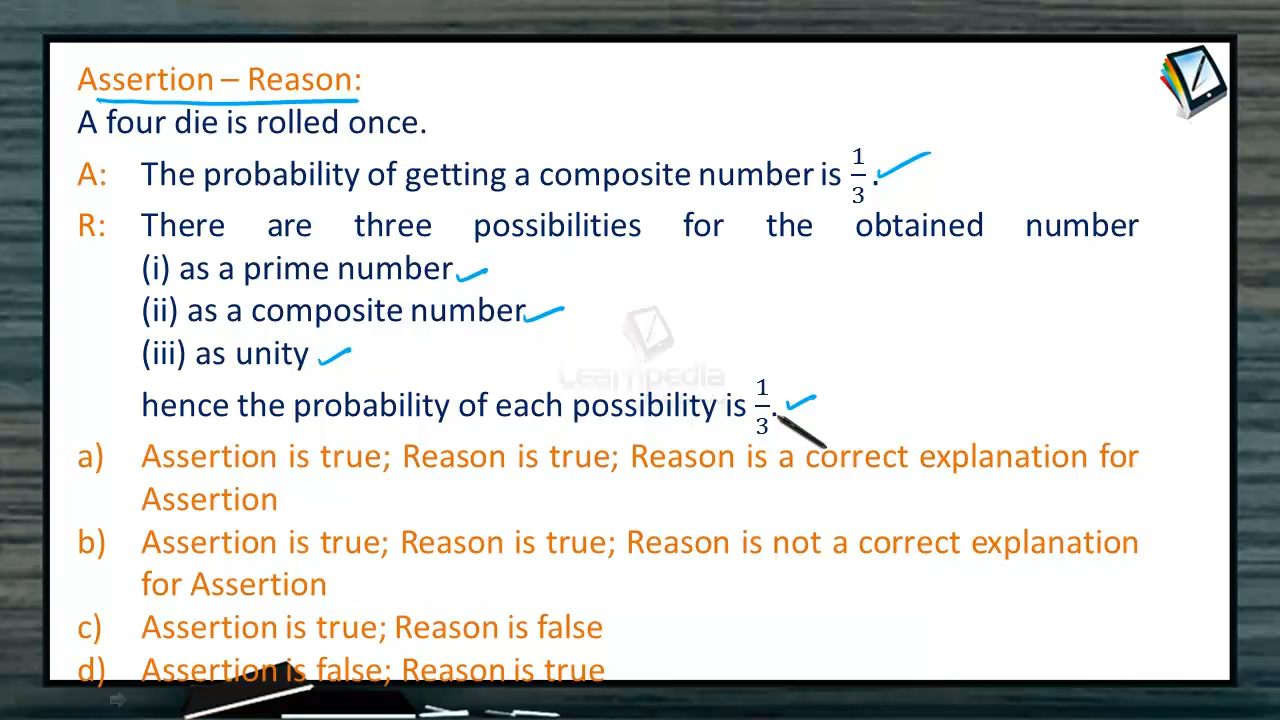 Assertion – Reason:
A four die is rolled once.
A: The probability of getting a composite number is 1/3.
R: There are three possibilities for the obtained number
(i) as a prime number
(ii) as a composite number
(iii) as unity
Learnpedia
hence the probability of each possibility is 1/3.
a) Assertion is true; Reason is true; Reason is a correct explanation for
Assertion
b) Assertion is true; Reason is true; Reason is not a correct explanation
for Assertion
c) Assertion is true; Reason is false
d) Assertion is false; Reason is true